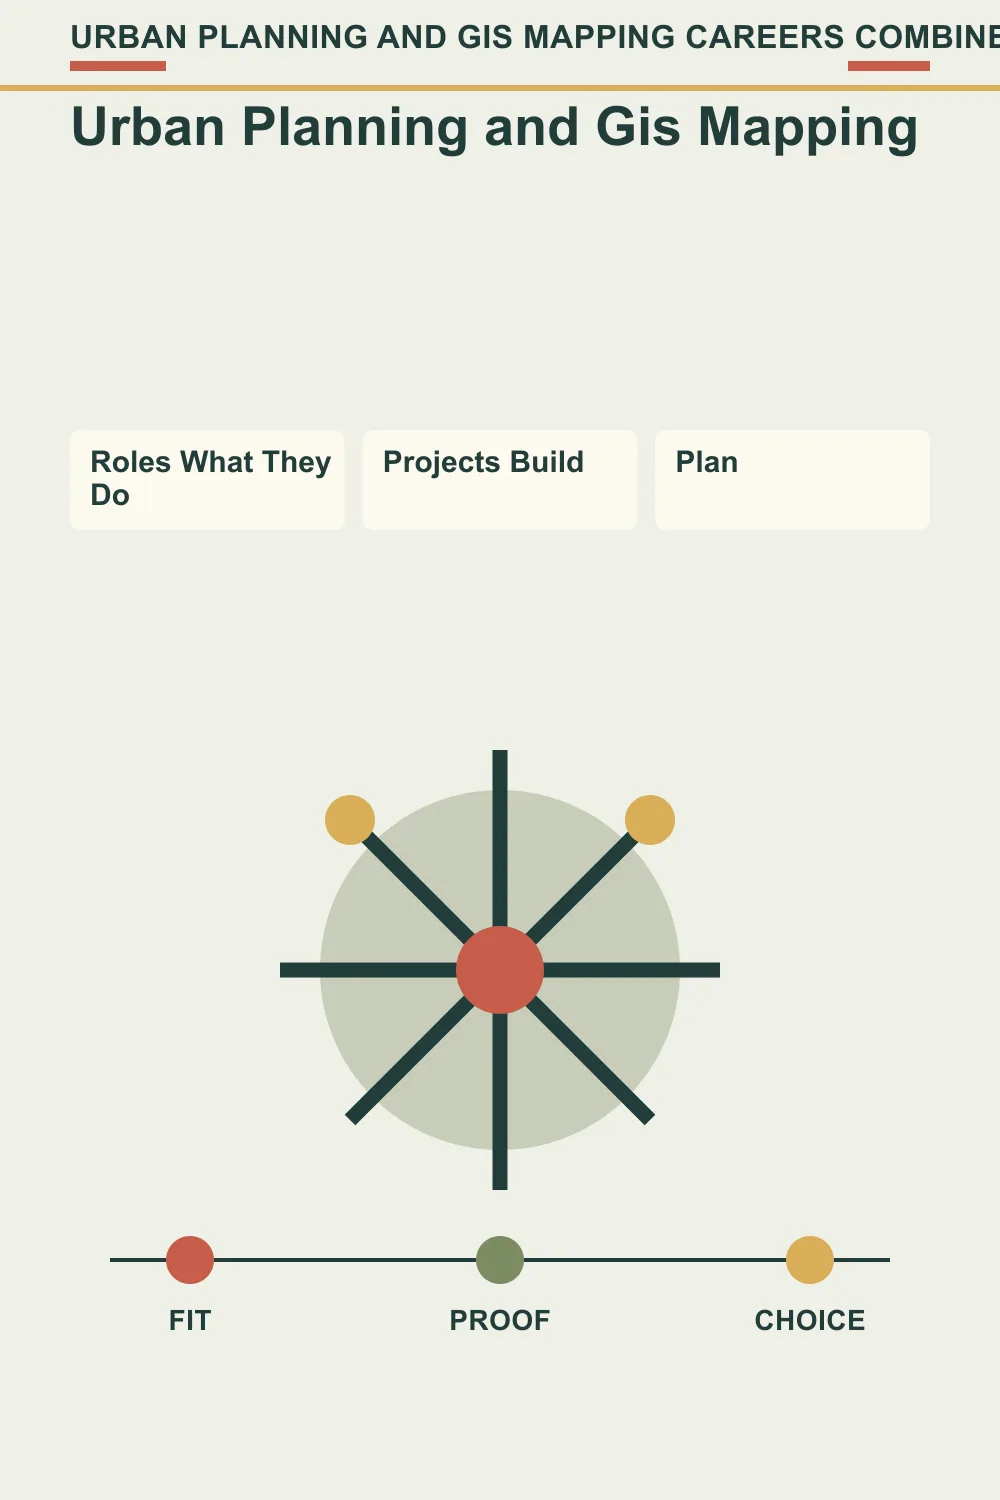 URBAN PLANNING AND GIS MAPPING CAREERS COMBINE
Urban Planning and Gis Mapping
Roles What They
Do
Projects Build
Plan
FIT
PROOF
CHOICE